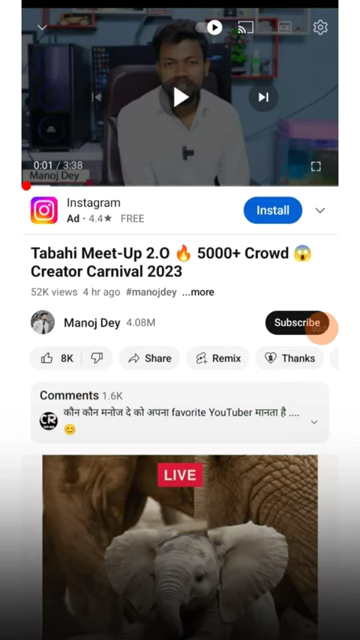 CC
0:01 / 3:38
Manoj Dey
Instagram
Ad • 4.4★ FREE
Install
Tabahi Meet-Up 2.O 🔥 5000+ Crowd 😱
Creator Carnival 2023
52K views 4 hr ago #manojdey ...more
Manoj Dey 4.08M
Subscribe
8K
Share
Remix
Thanks
Comments 1.6K
कौन कौन मनोज दे को अपना favorite YouTuber मानता है ....
😊
LIVE